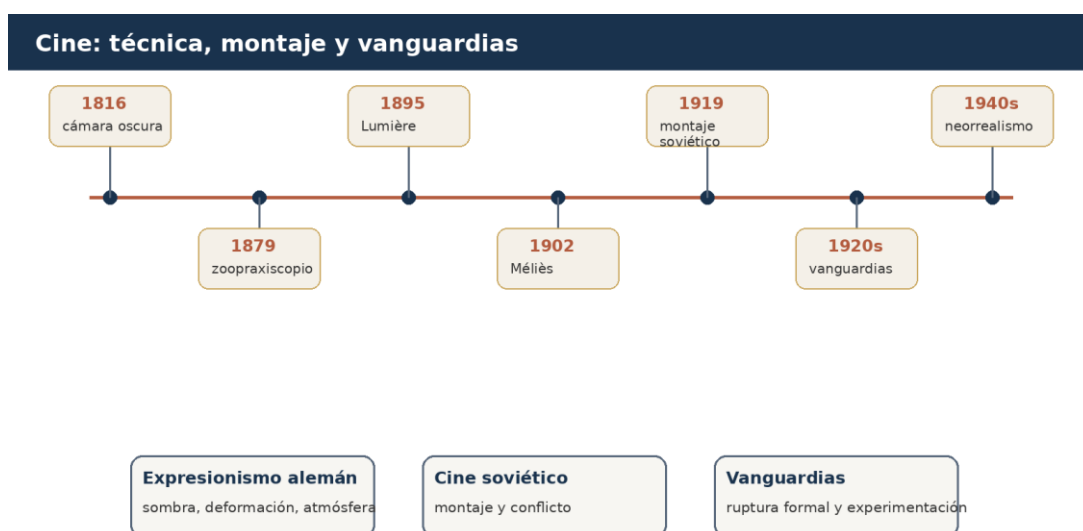 Cine: técnica, montaje y vanguardias
1816
cámara oscura
1895
Lumière
1919
montaje
soviético
1940s
neorrealismo
1879
zoopraxiscopio
1902
Méliès
1920s
vanguardias
Expresionismo alemán
sombra, deformación, atmósfera
Cine soviético
montaje y conflicto
Vanguardias
ruptura formal y experimentación